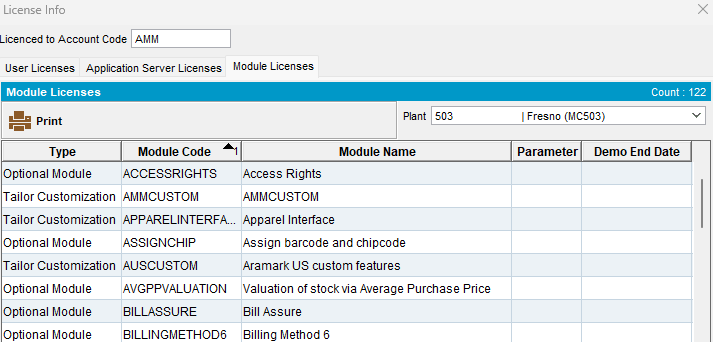 License Info
Licenced to Account Code AMM
User Licenses Application Server Licenses Module Licenses
Module Licenses Count : 122
Print Plant 503 | Fresno (MC503)
Type Module Code 1 Module Name Parameter Demo End Date
Optional Module ACCESSRIGHTS Access Rights
Tailor Customization AMMCUSTOM AMMCUSTOM
Tailor Customization APPARELINTERFA... Apparel Interface
Optional Module ASSIGNCHIP Assign barcode and chipcode
Tailor Customization AUSCUSTOM Aramark US custom features
Optional Module AVGPPVALUATION Valuation of stock via Average Purchase Price
Optional Module BILLASSURE Bill Assure
Optional Module BILLINGMETHOD6 Billing Method 6